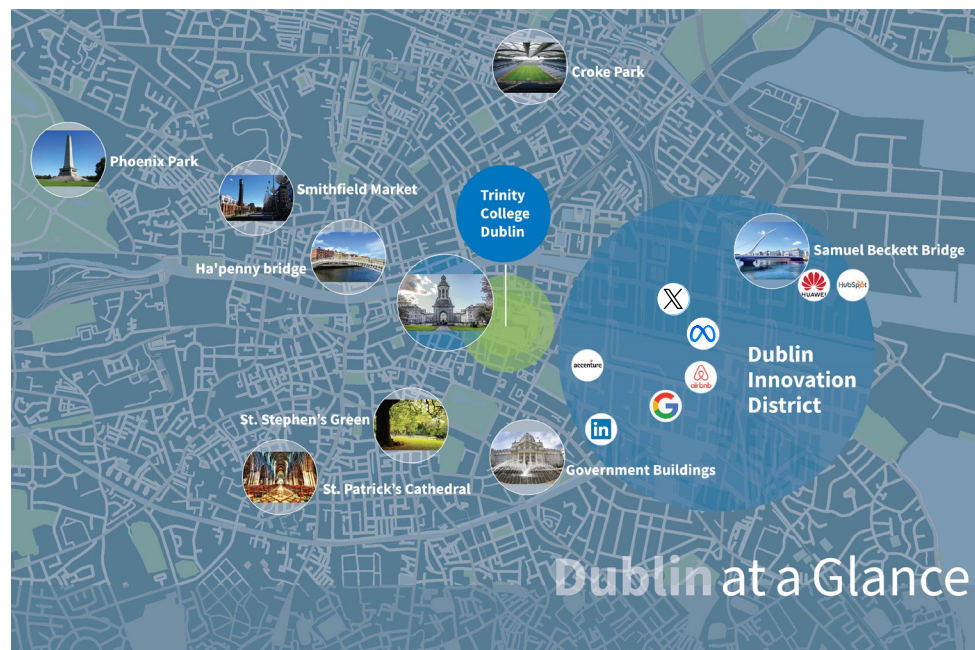 Croke Park
Phoenix Park
Smithfield Market
Trinity
College
Dublin
Samuel Beckett Bridge
Ha'penny bridge
HUAWEI
HubSpot
X
accenture
airbnb
G
in
Dublin
Innovation
District
St. Stephen’s Green
Government Buildings
St. Patrick’s Cathedral
Dublin at a Glance